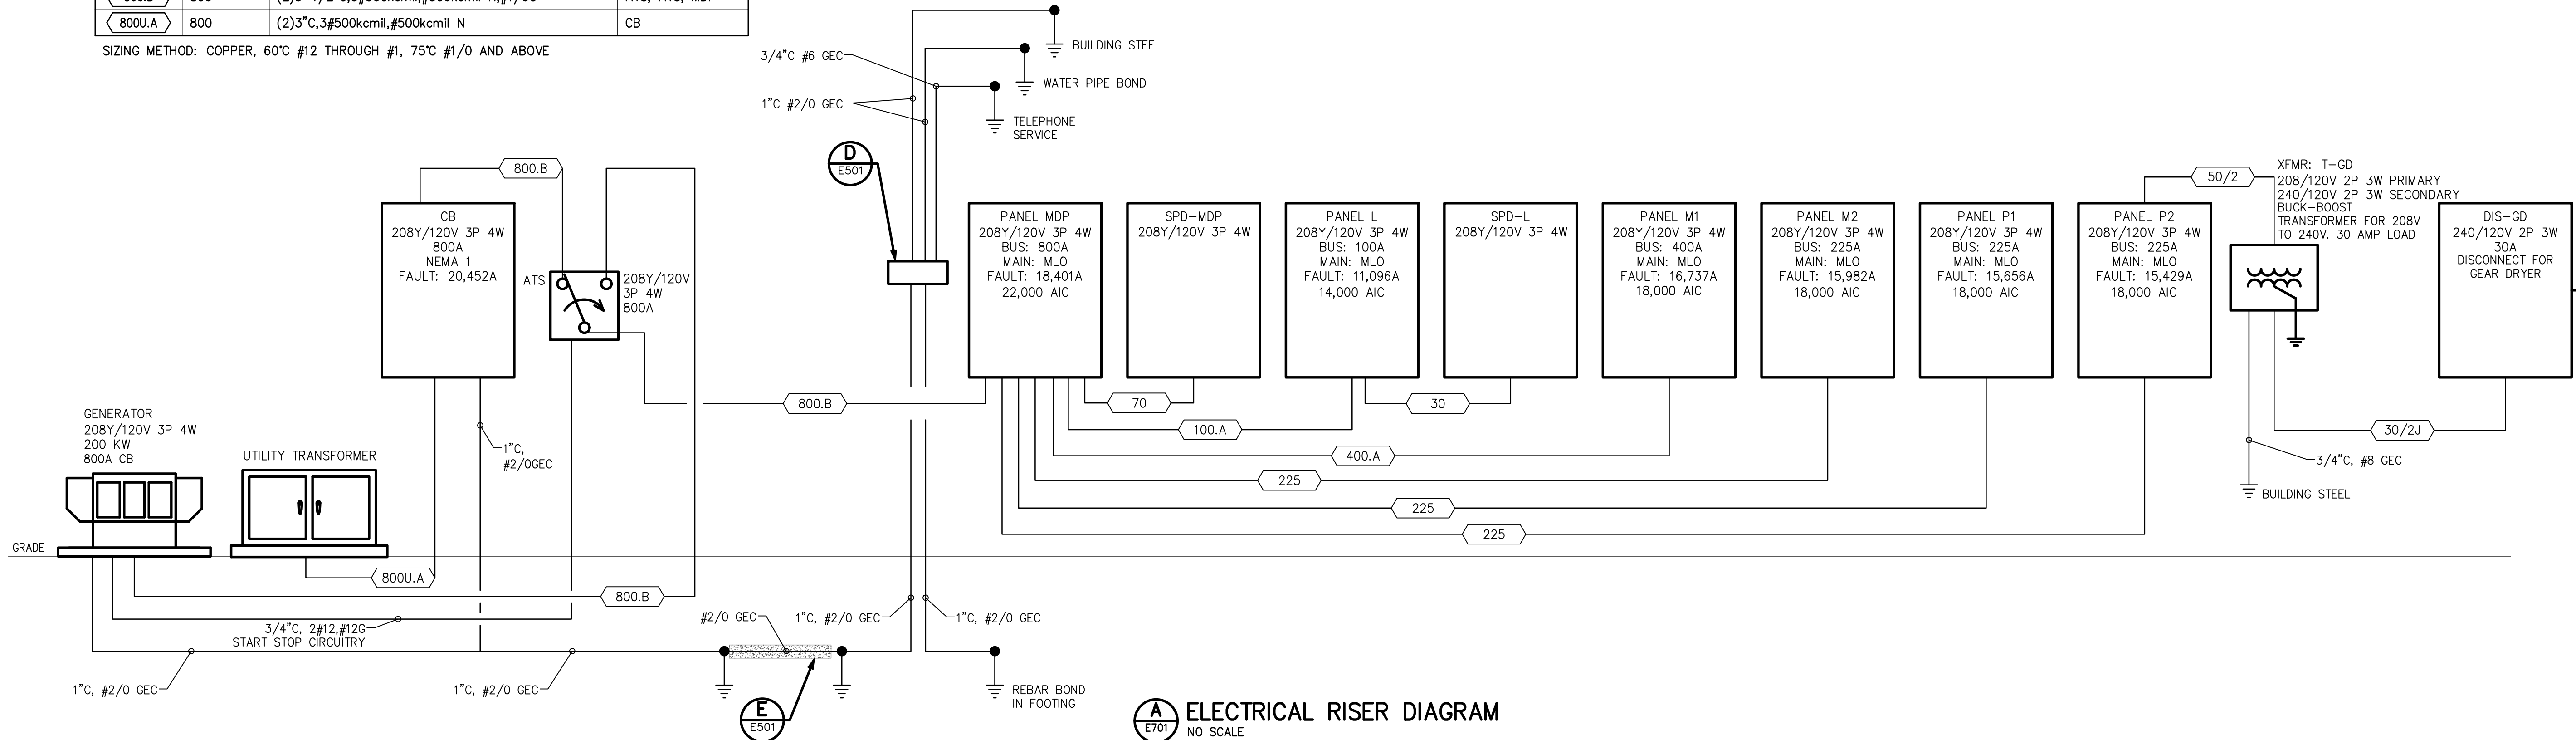 800U.A 800 (2)3"C,3#500kcmil,#500kcmil N CB
SIZING METHOD: COPPER, 60°C #12 THROUGH #1, 75°C #1/0 AND ABOVE
BUILDING STEEL
3/4"C #6 GEC
WATER PIPE BOND
1"C #2/0 GEC
TELEPHONE
SERVICE
D
E501
800.B
CB
208Y/120V 3P 4W
800A
NEMA 1
FAULT: 20,452A
ATS
208Y/120V
3P 4W
800A
PANEL MDP
208Y/120V 3P 4W
BUS: 800A
MAIN: MLO
FAULT: 18,401A
22,000 AIC
SPD-MDP
208Y/120V 3P 4W
PANEL L
208Y/120V 3P 4W
BUS: 100A
MAIN: MLO
FAULT: 11,096A
14,000 AIC
SPD-L
208Y/120V 3P 4W
PANEL M1
208Y/120V 3P 4W
BUS: 400A
MAIN: MLO
FAULT: 16,737A
18,000 AIC
PANEL M2
208Y/120V 3P 4W
BUS: 225A
MAIN: MLO
FAULT: 15,982A
18,000 AIC
PANEL P1
208Y/120V 3P 4W
BUS: 225A
MAIN: MLO
FAULT: 15,656A
18,000 AIC
PANEL P2
208Y/120V 3P 4W
BUS: 225A
MAIN: MLO
FAULT: 15,429A
18,000 AIC
50/2
XFMR: T-GD
208/120V 2P 3W PRIMARY
240/120V 2P 3W SECONDARY
BUCK-BOOST
TRANSFORMER FOR 208V
TO 240V. 30 AMP LOAD
DIS-GD
240/120V 2P 3W
30A
DISCONNECT FOR
GEAR DRYER
800.B
70
30
100.A
400.A
225
225
225
30/2J
3/4"C, #8 GEC
BUILDING STEEL
GENERATOR
208Y/120V 3P 4W
200 KW
800A CB
UTILITY TRANSFORMER
1"C,
#2/0GEC
GRADE
800U.A
800.B
3/4"C, 2#12,#12G
START STOP CIRCUITRY
#2/0 GEC
1"C, #2/0 GEC
1"C, #2/0 GEC
1"C, #2/0 GEC
1"C, #2/0 GEC
REBAR BOND
IN FOOTING
E
E501
A
E701
ELECTRICAL RISER DIAGRAM
NO SCALE